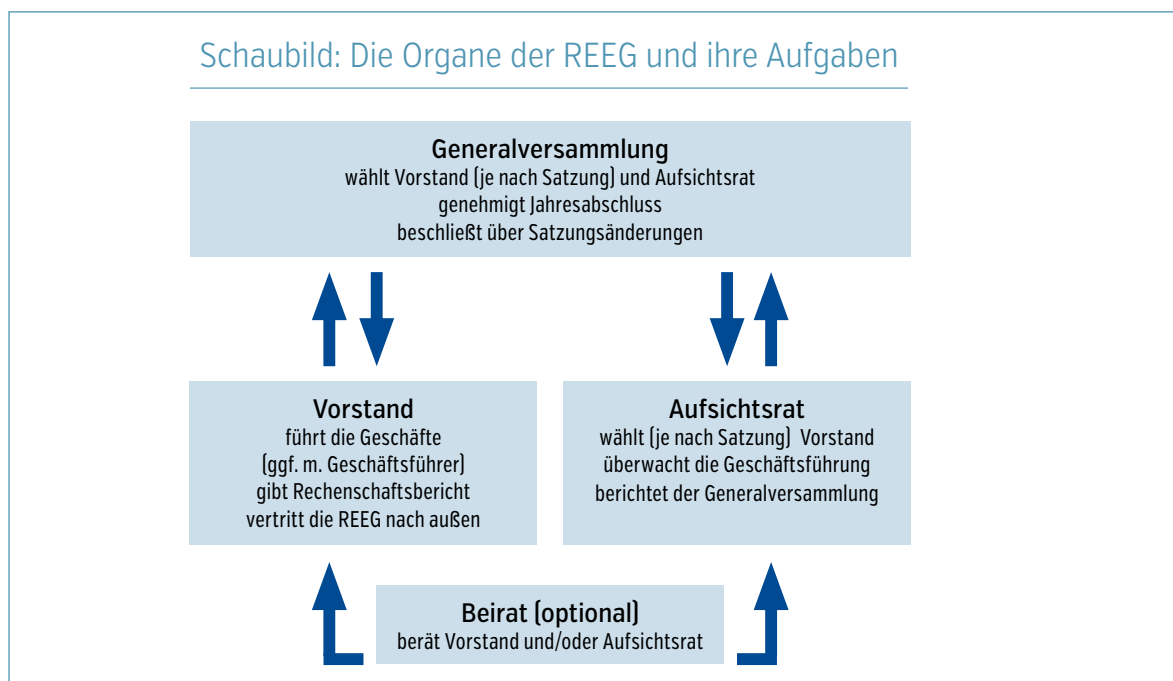 Schaubild: Die Organe der REEG und ihre Aufgaben
Generalversammlung
wählt Vorstand (je nach Satzung) und Aufsichtsrat
genehmigt Jahresabschluss
beschließt über Satzungsänderungen
Vorstand
führt die Geschäfte
(ggf. m. Geschäftsführer)
gibt Rechenschaftsbericht
vertritt die REEG nach außen
Aufsichtsrat
wählt (je nach Satzung) Vorstand
überwacht die Geschäftsführung
berichtet der Generalversammlung
Beirat (optional)
berät Vorstand und/oder Aufsichtsrat